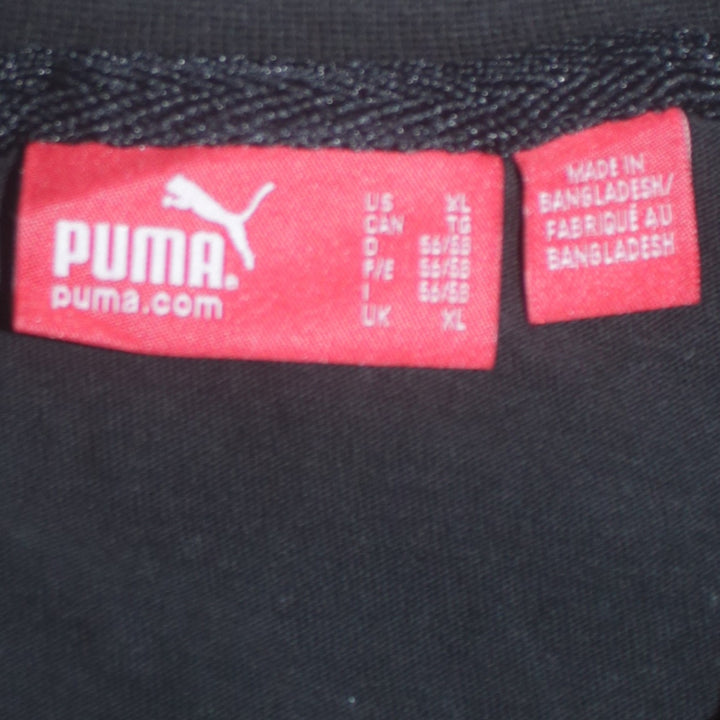 PUMA
puma.com
US XL
CAN TG
D 56/58
F/E 56/58
I 56/58
UK XL
MADE IN
BANGLADESH/
FABRIQUÉ AU
BANGLADESH